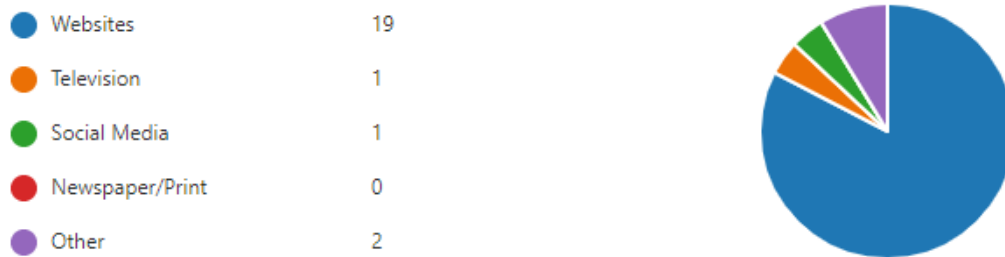 Websites 19
Television 1
Social Media 1
Newspaper/Print 0
Other 2